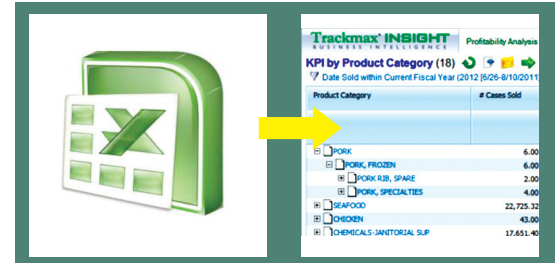 Trackmax® INSIGHT Profitability Analysis
BUSINESS INTELLIGENCE
KPI by Product Category (18)
Date Sold within Current Fiscal Year (2012 [6/26-8/10/2011]
Product Category # Cases Sold
PORK 6.00
PORK, FROZEN 6.00
PORK RIB, SPARE 2.00
PORK, SPECIALTIES 4.00
SEAFOOD 22,725.32
CHICKEN 43.00
CHEMICALS-JANITORIAL SUP 17,651.40